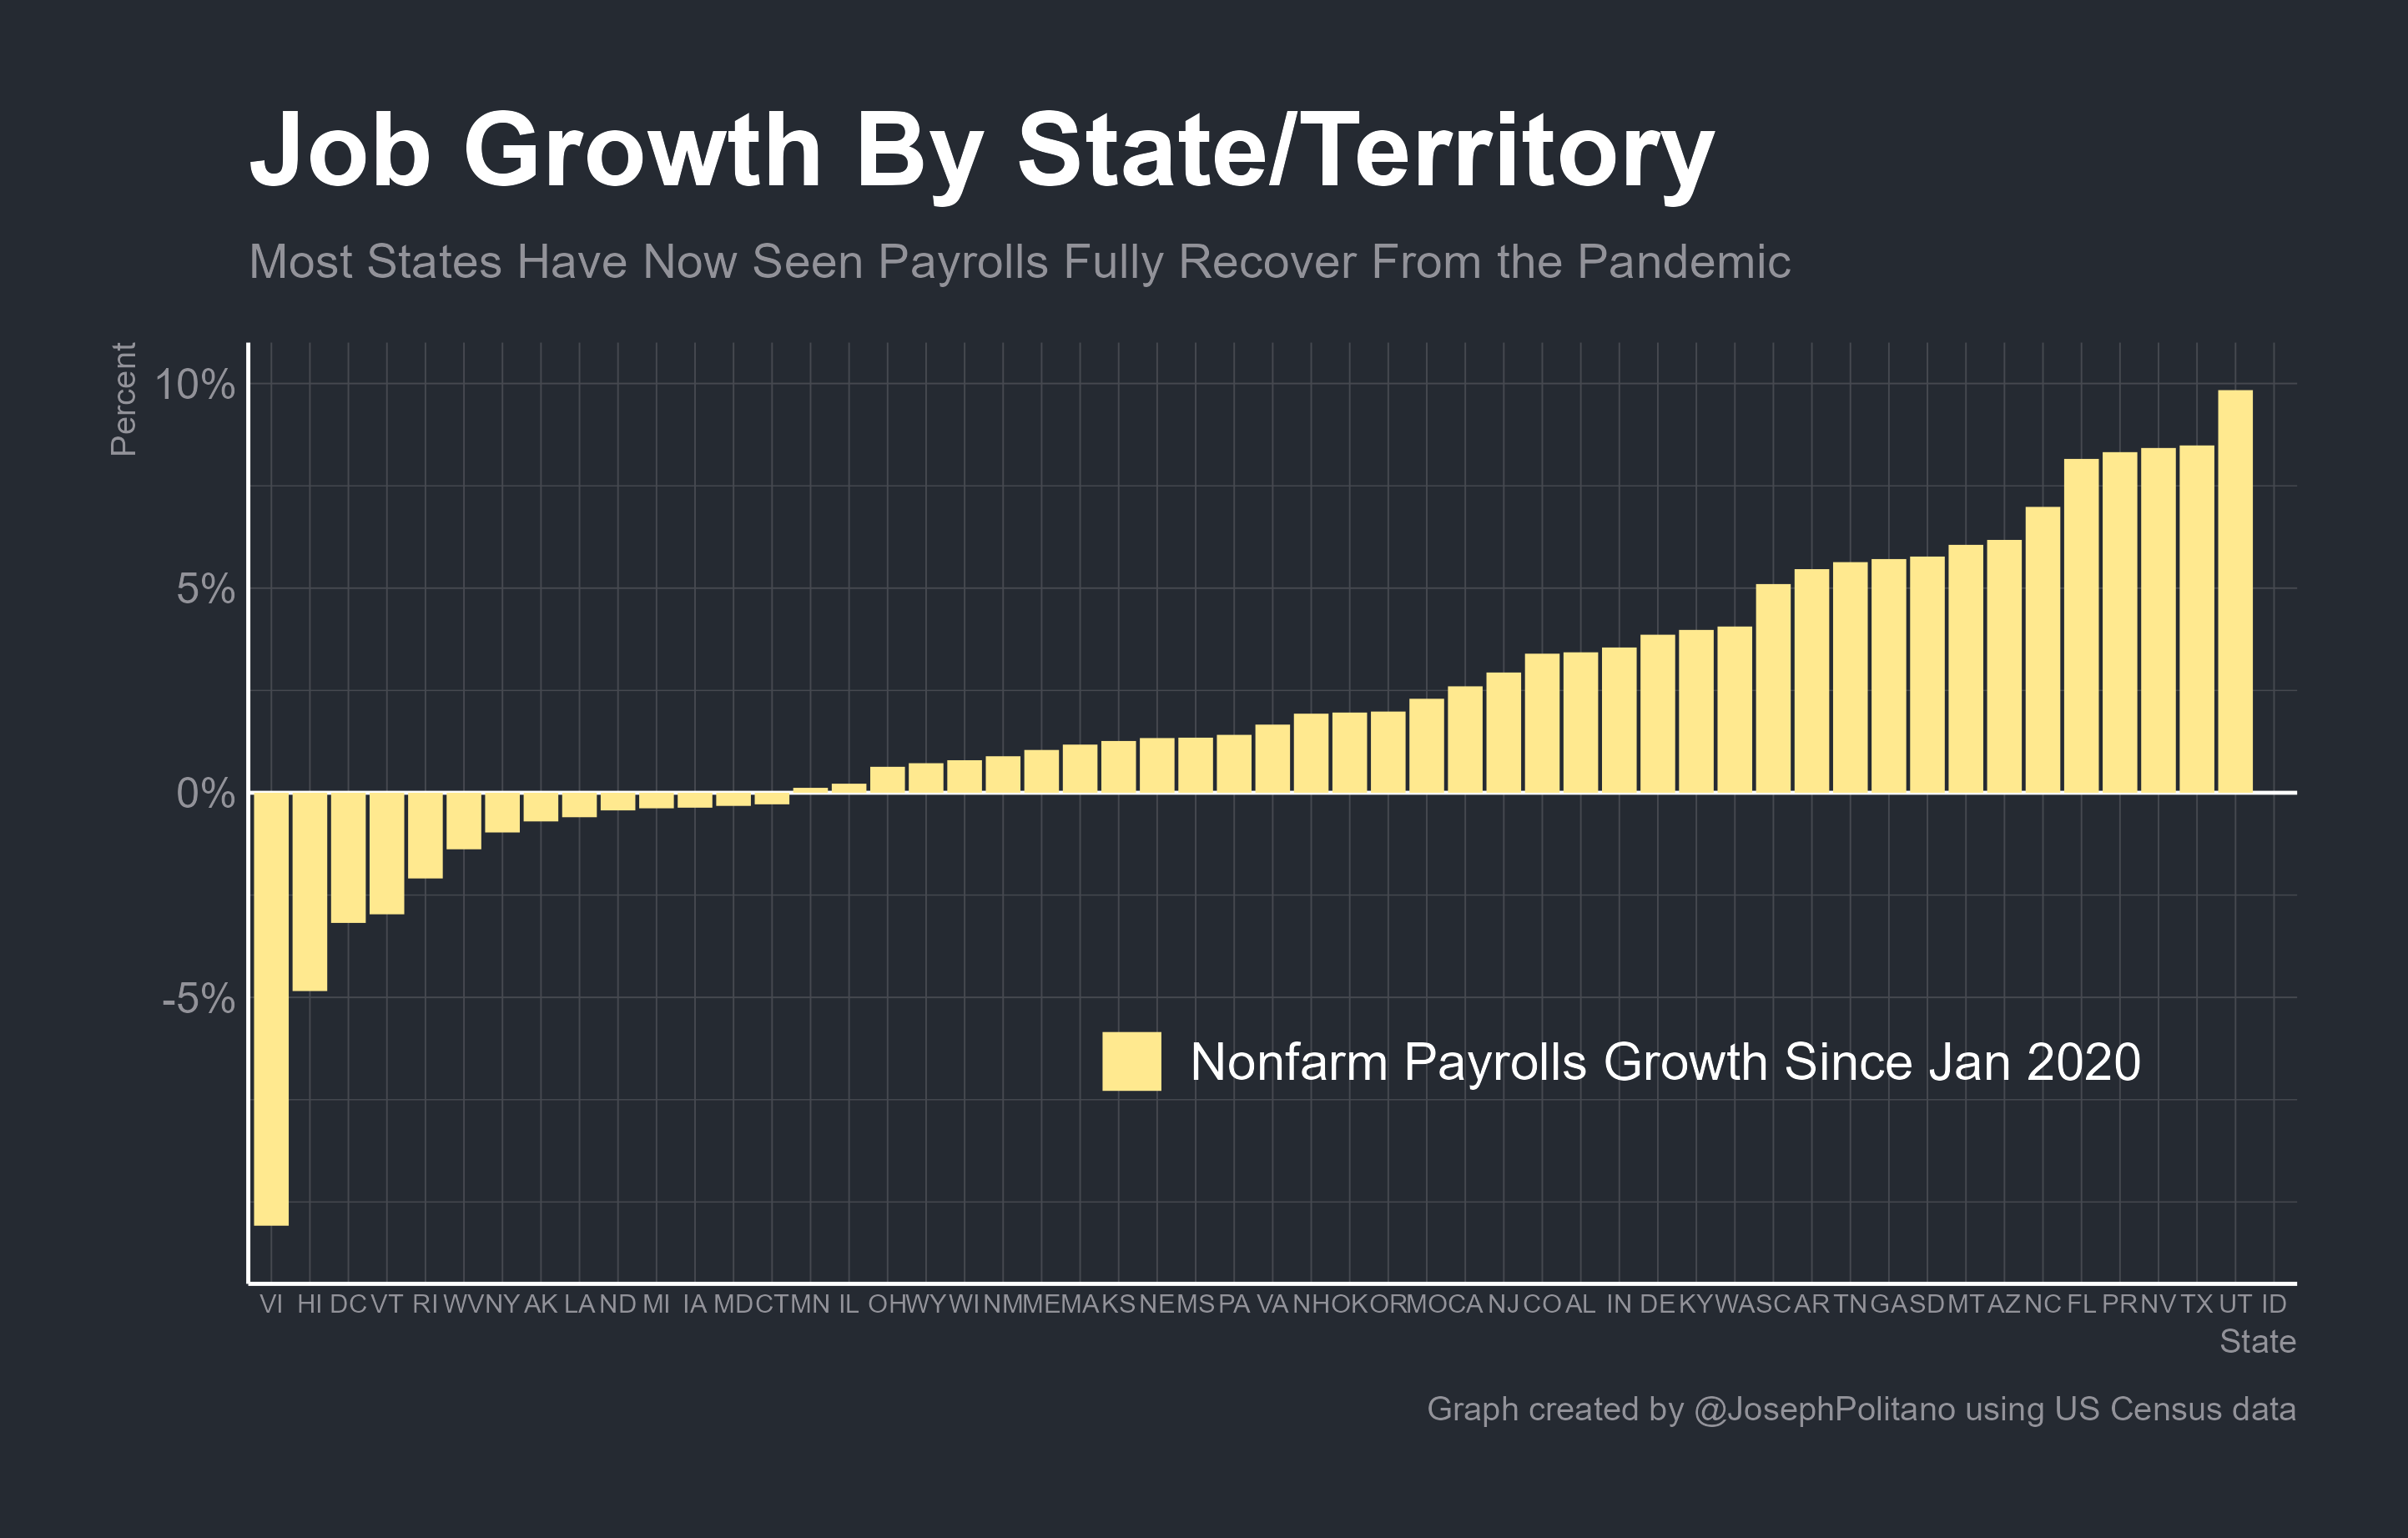 Job Growth By State/Territory
Most States Have Now Seen Payrolls Fully Recover From the Pandemic
Percent
10%
5%
0%
-5%
Nonfarm Payrolls Growth Since Jan 2020
VI HI DC VT RI WV NY AK LA ND MI IA MD CT MN IL OH WY WI NM ME MA KS NE MS PA VA NH OK OR MO CA NJ CO AL IN DE KY WA SC AR TN GA SD MT AZ NC FL PR NV TX UT ID
State
Graph created by @JosephPolitano using US Census data